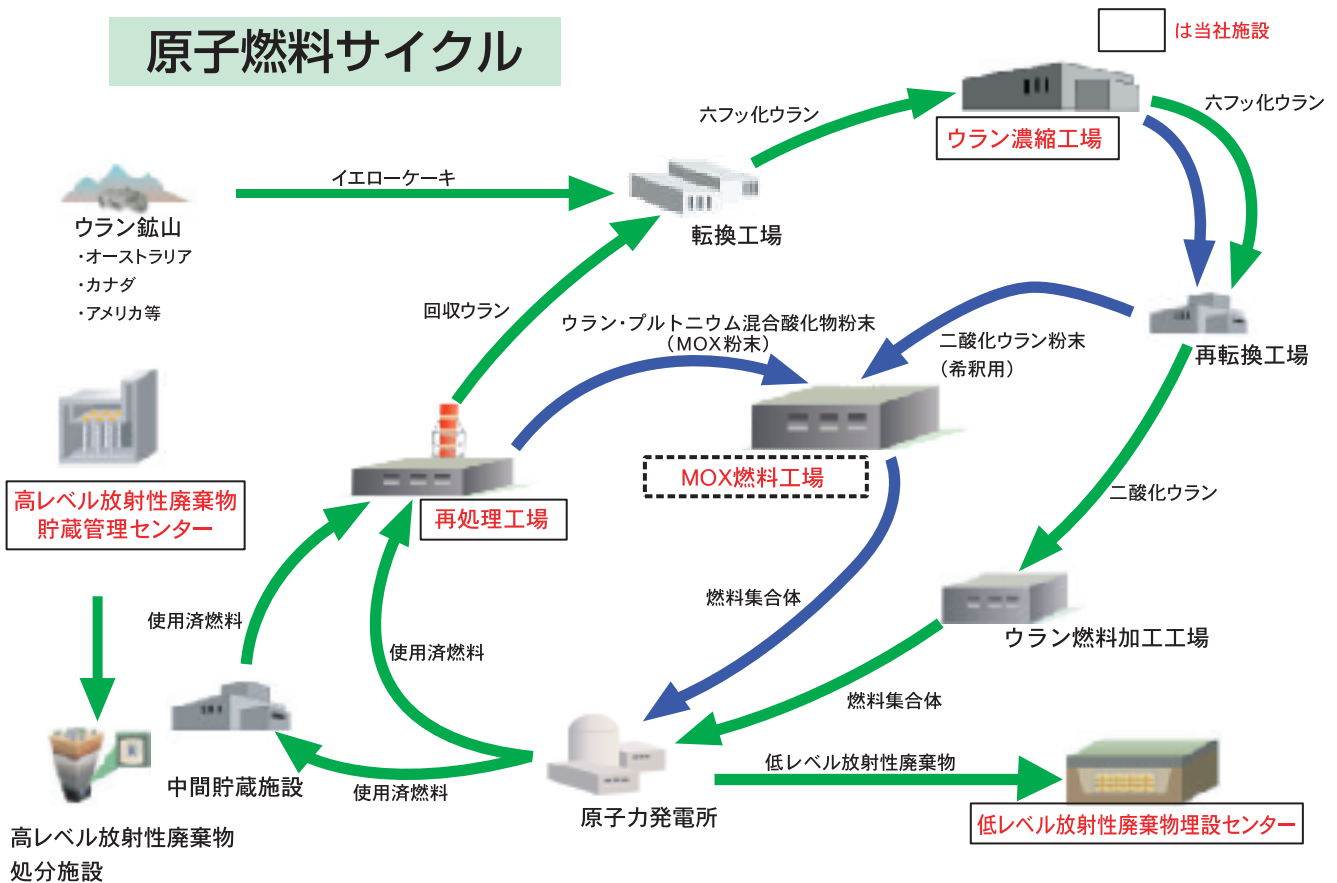 原子燃料サイクル
は当社施設
六フッ化ウラン
六フッ化ウラン
ウラン濃縮工場
イエローケーキ
ウラン鉱山
・オーストラリア
・カナダ
・アメリカ等
転換工場
回収ウラン
ウラン・プルトニウム混合酸化物粉末
（MOX粉末）
二酸化ウラン粉末
（希釈用）
再転換工場
MOX燃料工場
高レベル放射性廃棄物
貯蔵管理センター
再処理工場
二酸化ウラン
使用済燃料
使用済燃料
燃料集合体
ウラン燃料加工工場
燃料集合体
低レベル放射性廃棄物
中間貯蔵施設
使用済燃料
原子力発電所
低レベル放射性廃棄物埋設センター
高レベル放射性廃棄物
処分施設